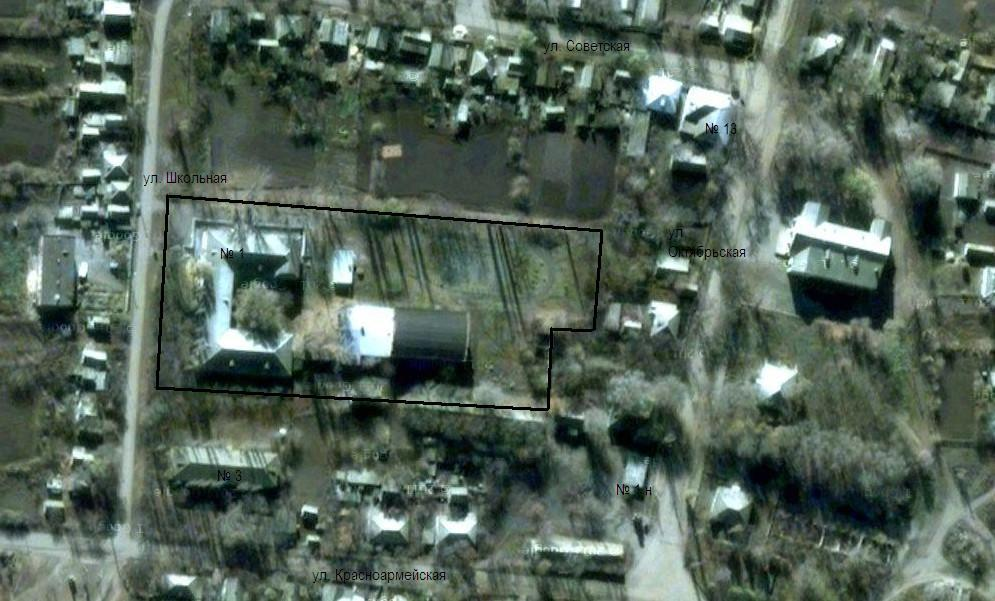 ул. Советская
№ 13
ул. Школьная
ул.
Октябрьская
№ 1
№ 3
№ 1 н
ул. Красноармейская